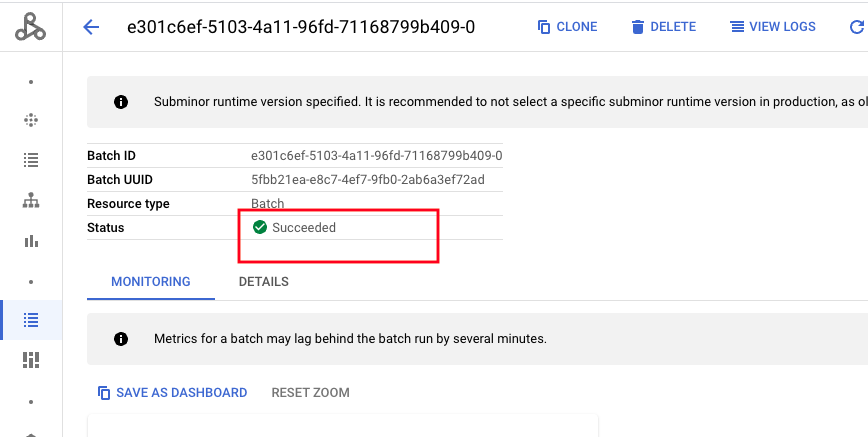 e301c6ef-5103-4a11-96fd-71168799b409-0 CLONE DELETE VIEW LOGS
Subminor runtime version specified. It is recommended to not select a specific subminor runtime version in production, as
Batch ID e301c6ef-5103-4a11-96fd-71168799b409-0
Batch UUID 5fbb21ea-e8c7-4ef7-9fb0-2ab6a3ef72ad
Resource type Batch
Status Succeeded
MONITORING DETAILS
Metrics for a batch may lag behind the batch run by several minutes.
SAVE AS DASHBOARD RESET ZOOM